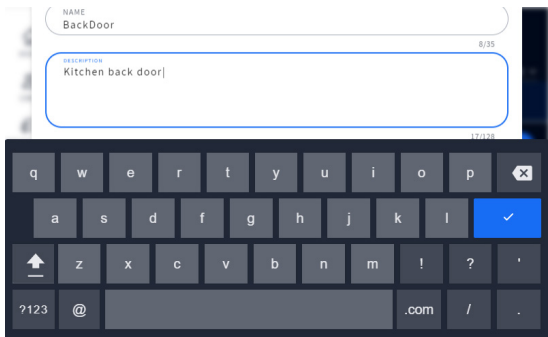 NAME
BackDoor
8/35
DESCRIPTION
Kitchen back door
17/128
q w e r t y u i o p
a s d f g h j k l
z x c v b n m ! ? '
?123 @ .com / .